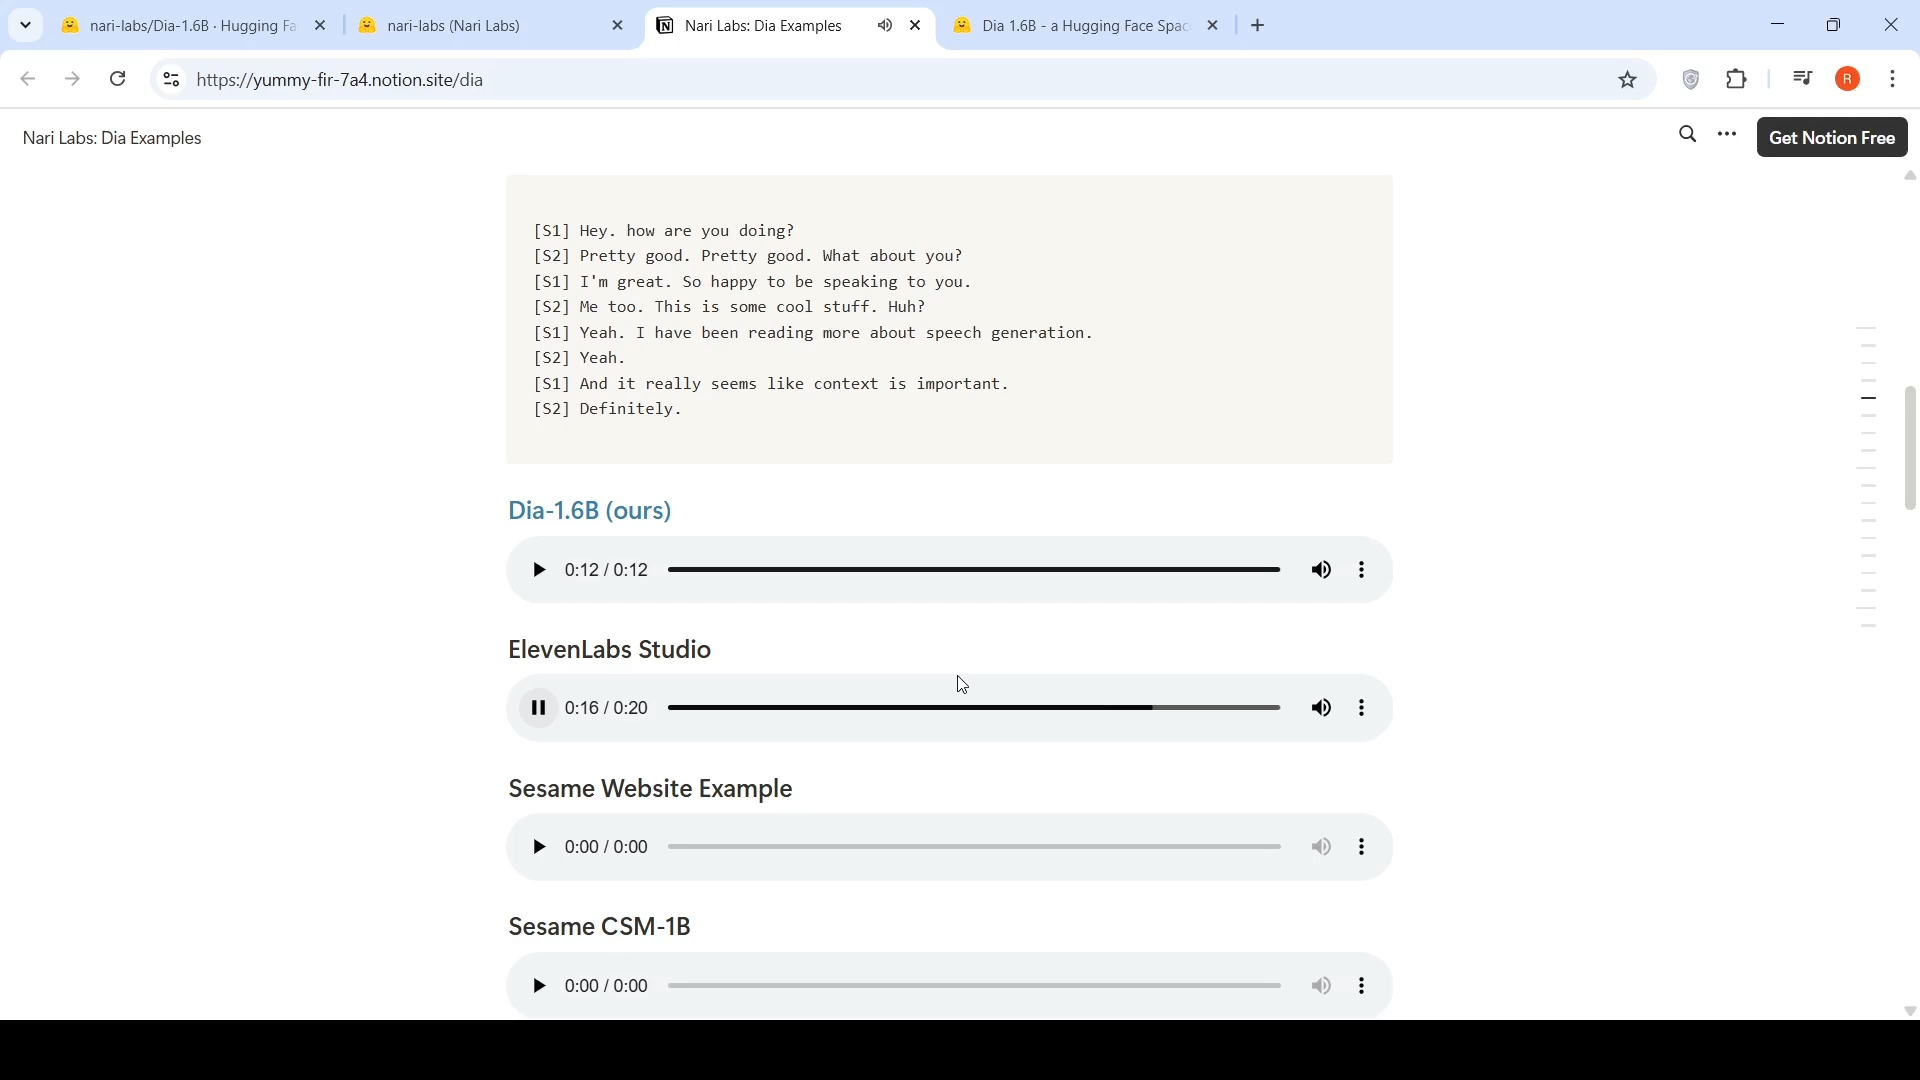 nari-labs/Dia-1.6B · Hugging Fa
nari-labs (Nari Labs)
Nari Labs: Dia Examples
Dia 1.6B - a Hugging Face Spac
https://yummy-fir-7a4.notion.site/dia
R
Nari Labs: Dia Examples
Get Notion Free
[S1] Hey. how are you doing?
[S2] Pretty good. Pretty good. What about you?
[S1] I'm great. So happy to be speaking to you.
[S2] Me too. This is some cool stuff. Huh?
[S1] Yeah. I have been reading more about speech generation.
[S2] Yeah.
[S1] And it really seems like context is important.
[S2] Definitely.
Dia-1.6B (ours)
0:12 / 0:12
ElevenLabs Studio
0:16 / 0:20
Sesame Website Example
0:00 / 0:00
Sesame CSM-1B
0:00 / 0:00